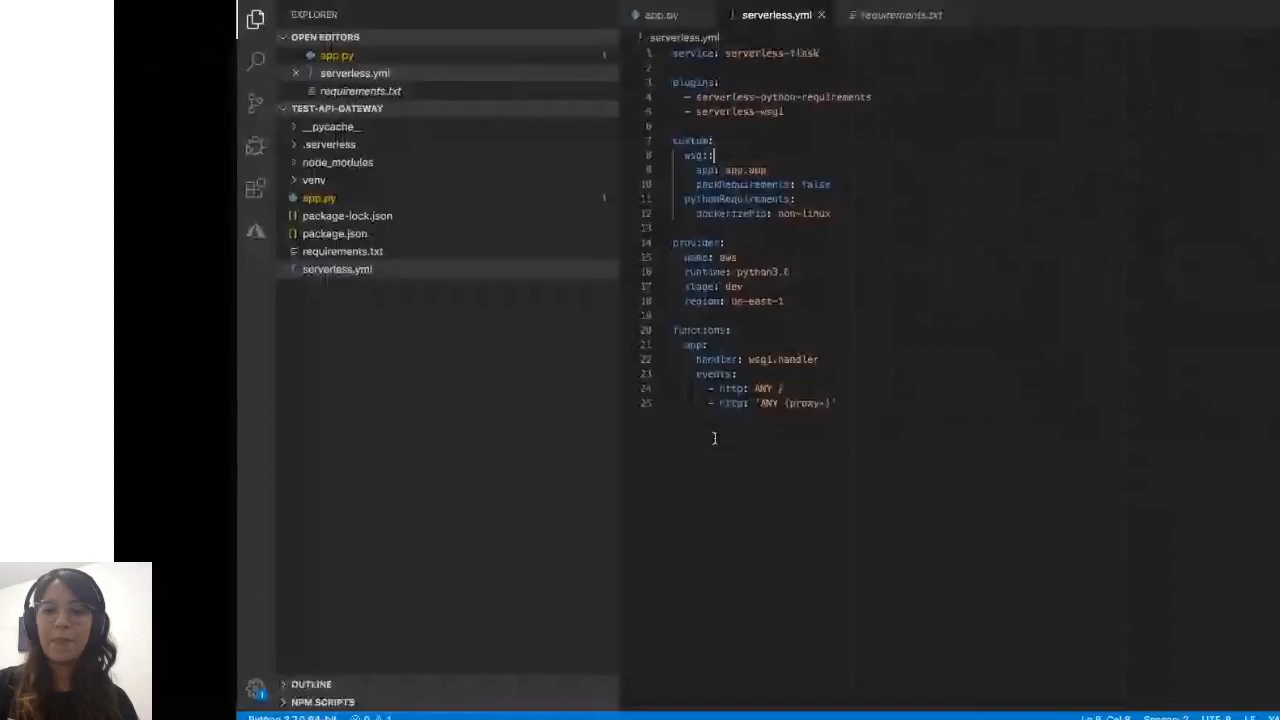 EXPLORER
OPEN EDITORS
app.py 1
serverless.yml
requirements.txt
TEST-API-GATEWAY
__pycache__
.serverless
node_modules
venv
app.py 1
package-lock.json
package.json
requirements.txt
serverless.yml
OUTLINE
NPM SCRIPTS
1
app.py
serverless.yml
requirements.txt
serverless.yml
1 service: serverless-flask
2
3 plugins:
4 - serverless-python-requirements
5 - serverless-wsgi
6
7 custom:
8 wsgi:
9 app: app.app
10 packRequirements: false
11 pythonRequirements:
12 dockerizePip: non-linux
13
14 provider:
15 name: aws
16 runtime: python3.8
17 stage: dev
18 region: us-east-1
19
20 functions:
21 app:
22 handler: wsgi.handler
23 events:
24 - http: ANY /
25 - http: 'ANY {proxy+}'